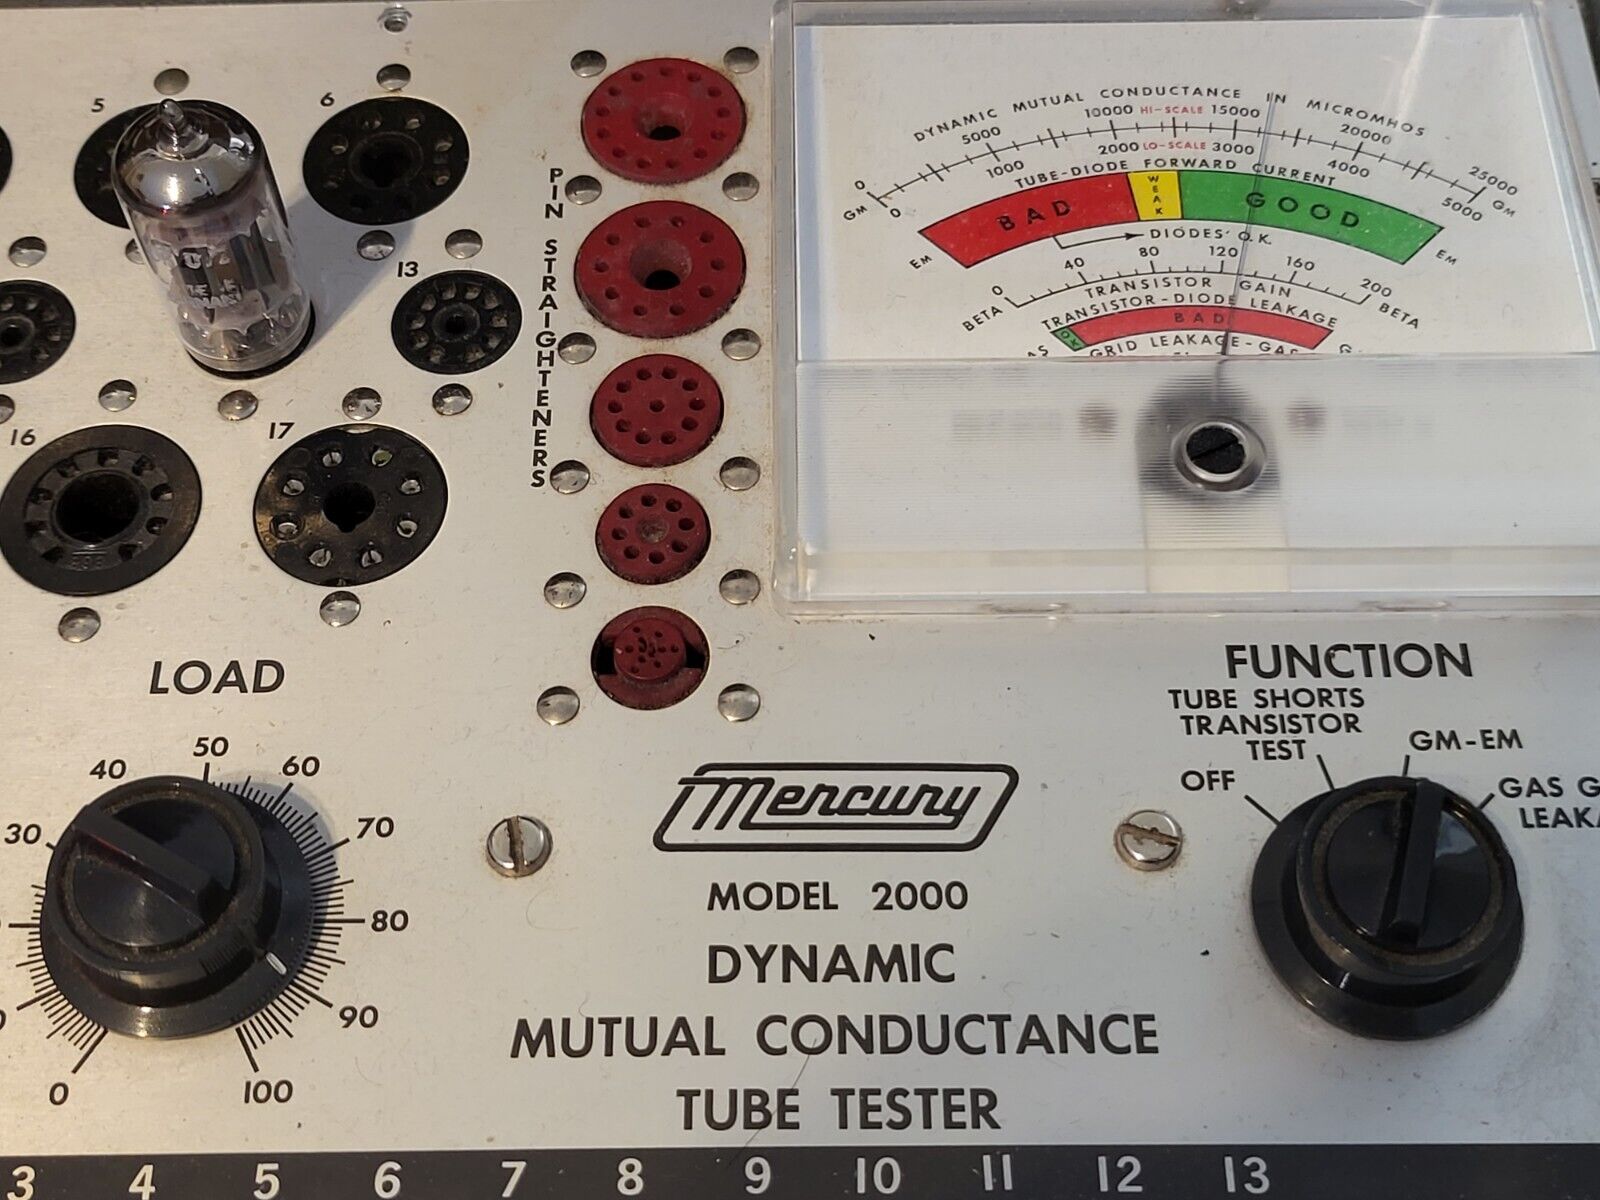 5
6
13
16
17
PIN STRAIGHTENERS
DYNAMIC MUTUAL CONDUCTANCE IN MICROMHOS
0 5000 10000 HI-SCALE 15000 20000 25000
GM 0 1000 2000 LO-SCALE 3000 4000 5000 GM
TUBE-DIODE FORWARD CURRENT
BAD WEAK GOOD
EM DIODES' O.K. EM
0 40 80 120 160 200
BETA TRANSISTOR GAIN BETA
TRANSISTOR-DIODE LEAKAGE
OK BAD
AS GRID LEAKAGE-GAS G
LOAD
0 30 40 50 60 70 80 90 100
Mercury
MODEL 2000
DYNAMIC
MUTUAL CONDUCTANCE
TUBE TESTER
FUNCTION
TUBE SHORTS
TRANSISTOR
TEST
OFF
GM-EM
GAS G
LEAKA
3 4 5 6 7 8 9 10 11 12 13